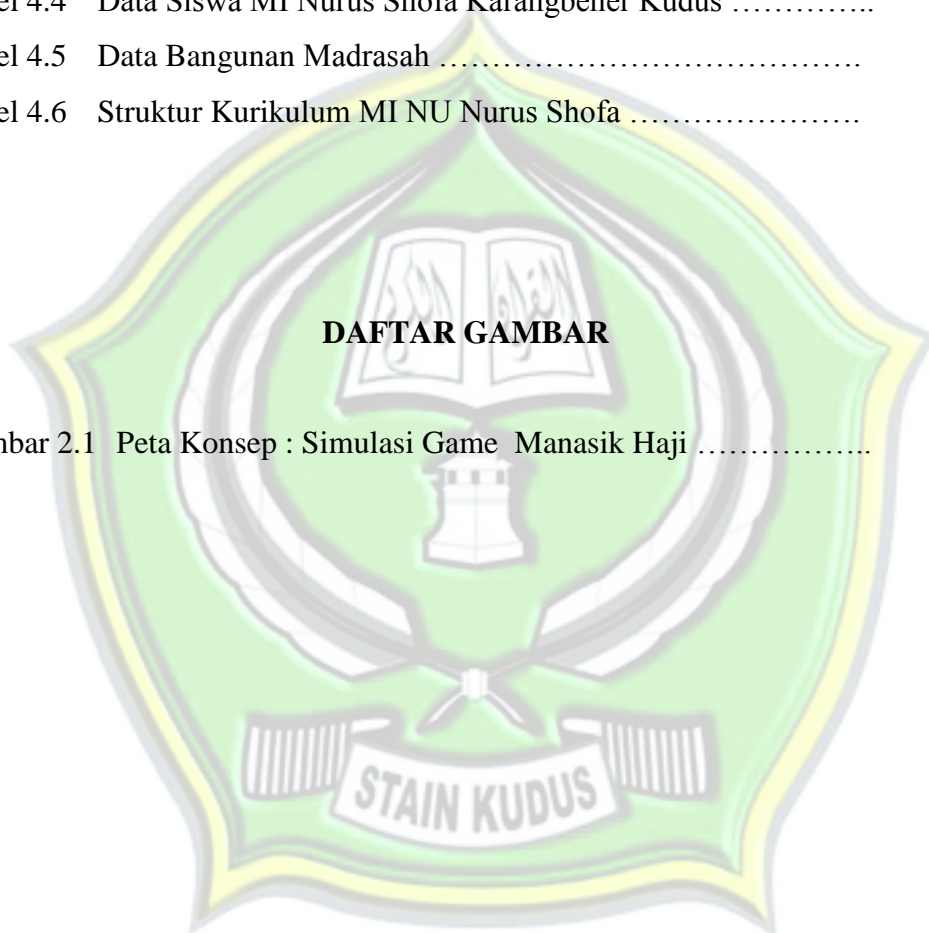 el 4.4 Data Siswa MI Nurus Shofa Karangbener Kudus …………..
el 4.5 Data Bangunan Madrasah ………………………………….
el 4.6 Struktur Kurikulum MI NU Nurus Shofa ………………….
DAFTAR GAMBAR
mbar 2.1 Peta Konsep : Simulasi Game Manasik Haji ……………..
STAIN KUDUS